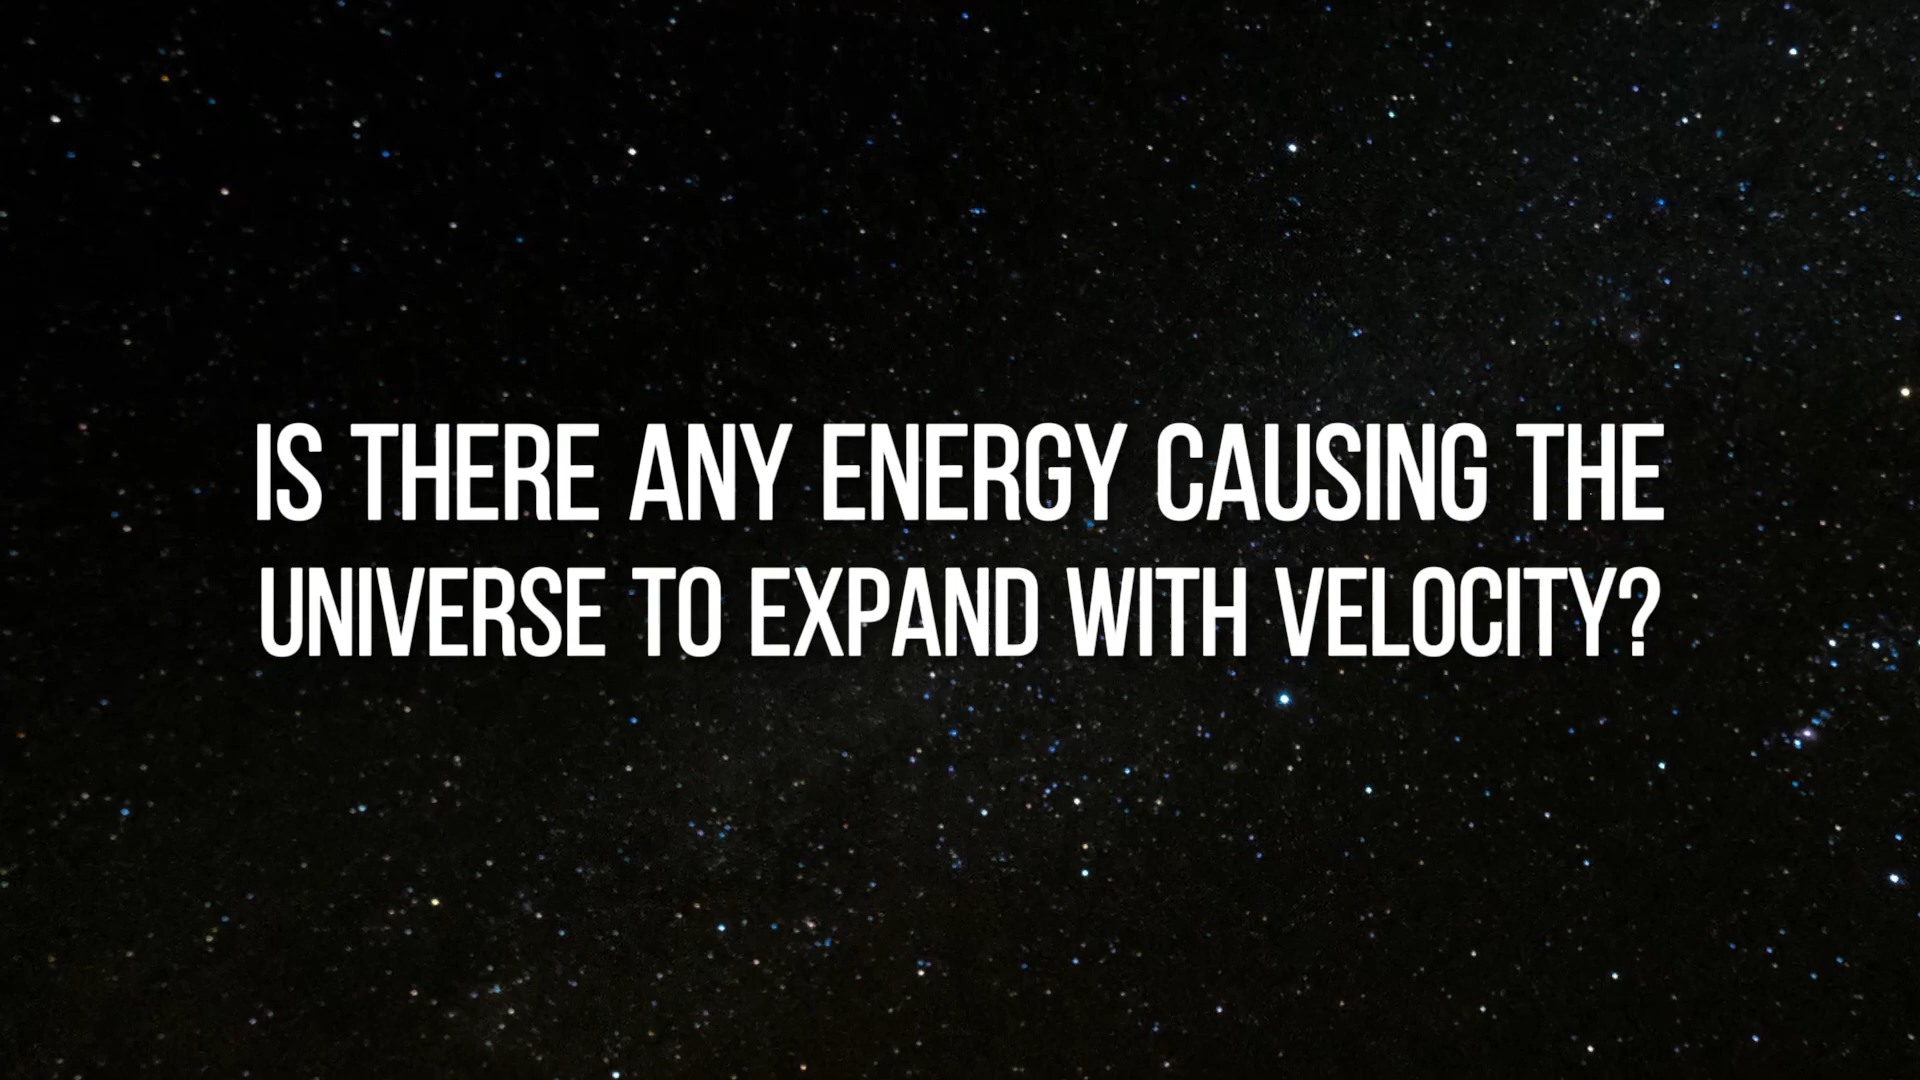 IS THERE ANY ENERGY CAUSING THE
UNIVERSE TO EXPAND WITH VELOCITY?